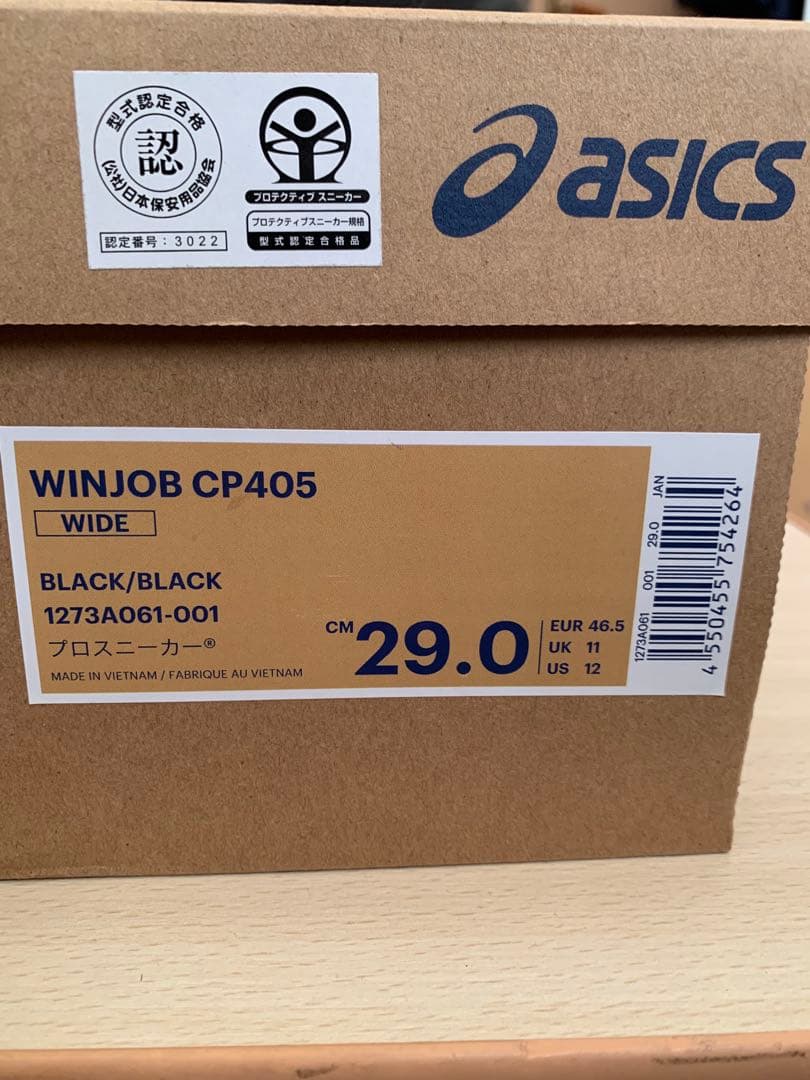 型式認定合格
認
(公社)日本保安用品協会
認定番号:3022
プロテクティブ スニーカー
プロテクティブスニーカー規格
型式認定合格品
asics
WINJOB CP405
WIDE
BLACK/BLACK
1273A061-001
プロスニーカー®
MADE IN VIETNAM / FABRIQUE AU VIETNAM
CM 29.0
EUR 46.5
UK 11
US 12
1273A061 001 29.0 JAN
4 550455 754264